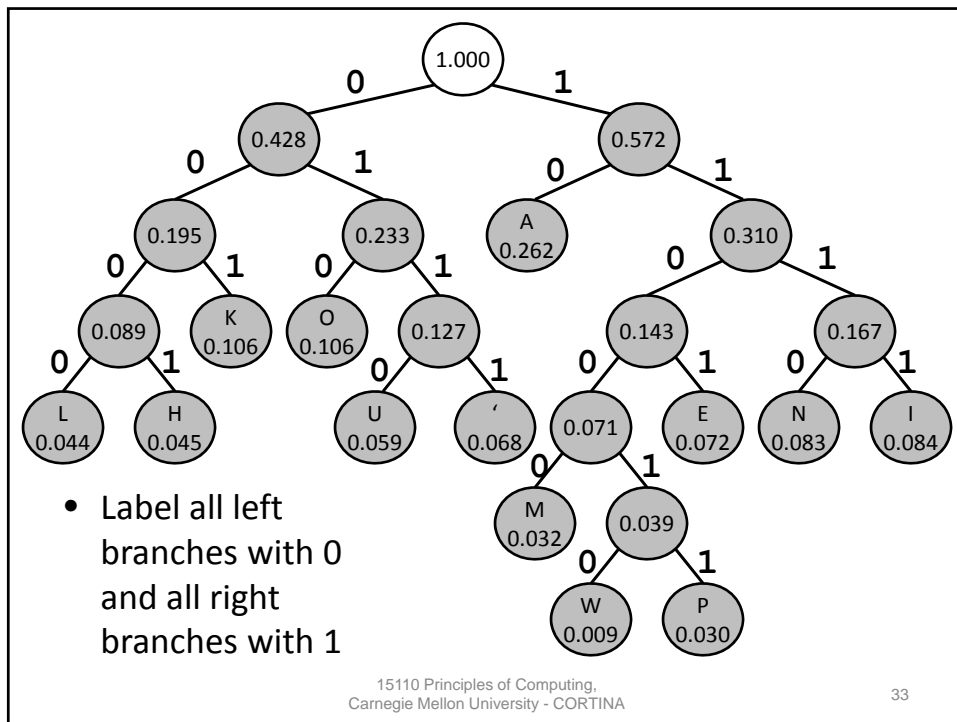 1.000
0 1
0.428 0.572
0 1 0 1
0.195 0.233 A 0.262 0.310
0 1 0 1 0 1
0.089 K 0.106 O 0.106 0.127 0.143 0.167
0 1 0 1 0 1 0 1
L 0.044 H 0.045 U 0.059 ‘ 0.068 0.071 E 0.072 N 0.083 I 0.084
0 1
M 0.032 0.039
0 1
W 0.009 P 0.030
• Label all left
branches with 0
and all right
branches with 1
15110 Principles of Computing,
Carnegie Mellon University - CORTINA
33